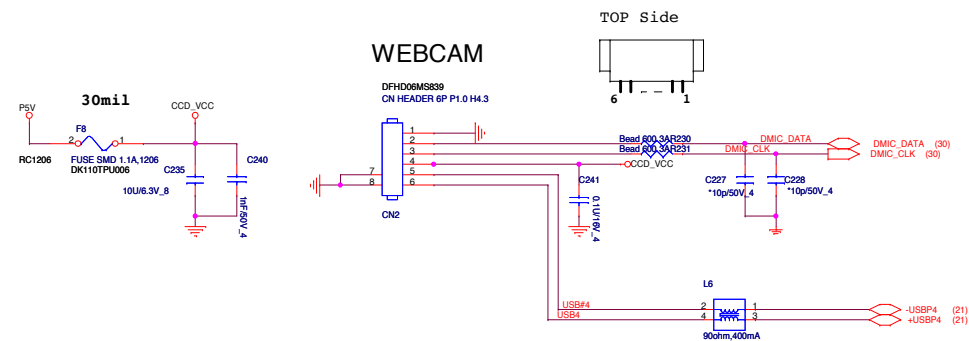 TOP Side
WEBCAM
6 1
DFHD06MS839
CN HEADER 6P P1.0 H4.3
30mil
P5V
CCD_VCC
F8
2 1
RC1206
FUSE SMD 1.1A,1206
DK110TPU006
C235
10U/6.3V_8
C240
1nF/50V_4
1
2
3
4
5
6
7
8
CN2
Bead 600.3AR230
Bead 600.3AR231
DMIC_DATA
DMIC_CLK
DMIC_DATA (30)
DMIC_CLK (30)
CCD_VCC
C241
0.1U/16V_4
C227
*10p/50V_4
C228
*10p/50V_4
L6
USB#4
USB4
2 1
4 3
90ohm,400mA
-USBP4 (21)
+USBP4 (21)